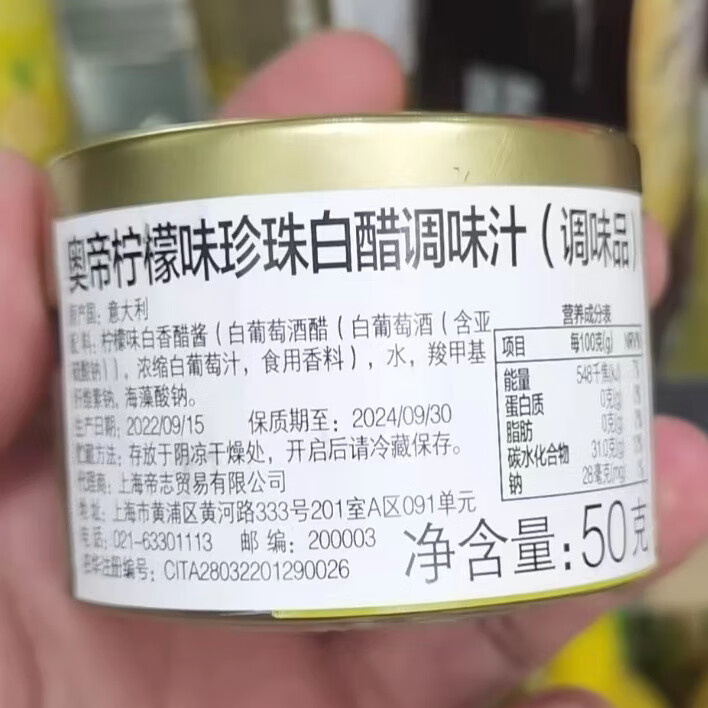 奥帝柠檬味珍珠白醋调味汁（调味品）
原产国：意大利
配料：柠檬味白香醋酱（白葡萄酒醋（白葡萄酒（含亚
硫酸钠）），浓缩白葡萄汁，食用香料），水，羧甲基
纤维素钠，海藻酸钠。
生产日期：2022/09/15 保质期至：2024/09/30
贮藏方法：存放于阴凉干燥处，开启后请冷藏保存。
代理商：上海帝志贸易有限公司
地址：上海市黄浦区黄河路333号201室A区091单元
电话：021-63301113 邮编：200003
在华注册编号：CITA28032201290026
营养成分表
项目 每100克(g) NRV%
能量 548千焦(kJ)
蛋白质 0克(g)
脂肪 0克(g)
碳水化合物 31.0克(g)
钠 28毫克(mg)
净含量：50克